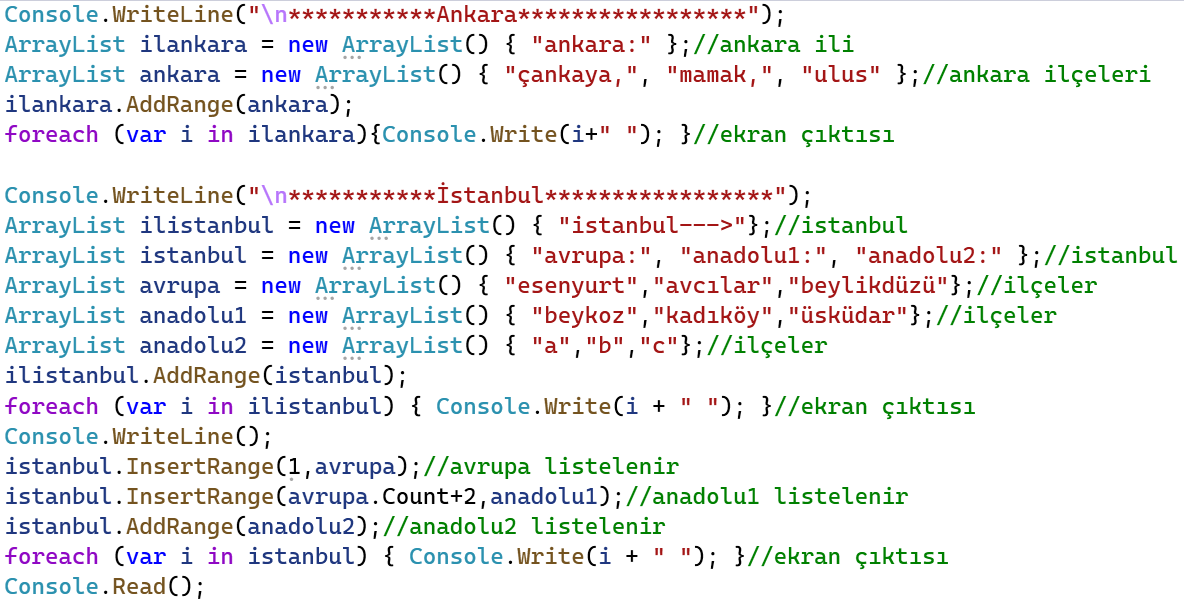 Console.WriteLine("\n***********Ankara*****************");
ArrayList ilankara = new ArrayList() { "ankara:" };//ankara ili
ArrayList ankara = new ArrayList() { "çankaya,", "mamak,", "ulus" };//ankara ilçeleri
ilankara.AddRange(ankara);
foreach (var i in ilankara){Console.Write(i+" "); }//ekran çıktısı
Console.WriteLine("\n***********İstanbul*****************");
ArrayList ilistanbul = new ArrayList() { "istanbul--->"};//istanbul
ArrayList istanbul = new ArrayList() { "avrupa:", "anadolu1:", "anadolu2:" };//istanbul
ArrayList avrupa = new ArrayList() { "esenyurt","avcılar","beylikdüzü"};//ilçeler
ArrayList anadolu1 = new ArrayList() { "beykoz","kadıköy","üsküdar"};//ilçeler
ArrayList anadolu2 = new ArrayList() { "a","b","c"};//ilçeler
ilistanbul.AddRange(istanbul);
foreach (var i in ilistanbul) { Console.Write(i + " "); }//ekran çıktısı
Console.WriteLine();
istanbul.InsertRange(1,avrupa);//avrupa listelenir
istanbul.InsertRange(avrupa.Count+2,anadolu1);//anadolu1 listelenir
istanbul.AddRange(anadolu2);//anadolu2 listelenir
foreach (var i in istanbul) { Console.Write(i + " "); }//ekran çıktısı
Console.Read();